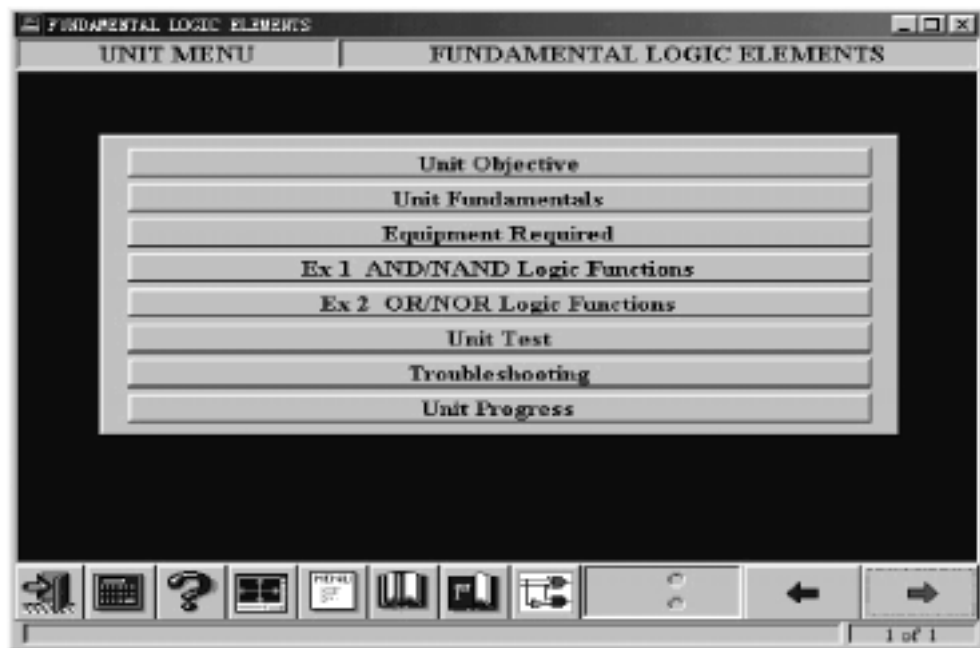 FUNDAMENTAL LOGIC ELEMENTS
UNIT MENU
FUNDAMENTAL LOGIC ELEMENTS
Unit Objective
Unit Fundamentals
Equipment Required
Ex 1 AND/NAND Logic Functions
Ex 2 OR/NOR Logic Functions
Unit Test
Troubleshooting
Unit Progress
MENU
1 of 1